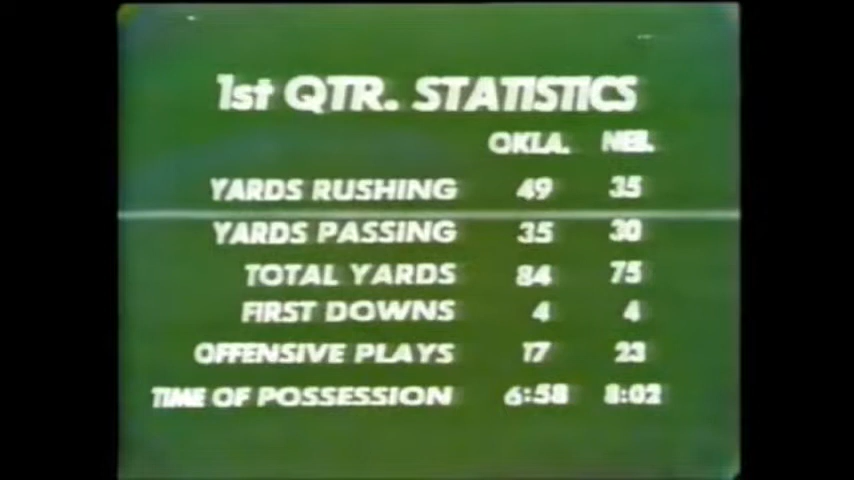 1st QTR. STATISTICS
OKLA. NEB.
YARDS RUSHING 49 35
YARDS PASSING 35 30
TOTAL YARDS 84 75
FIRST DOWNS 4 4
OFFENSIVE PLAYS 17 23
TIME OF POSSESSION 6:58 8:02